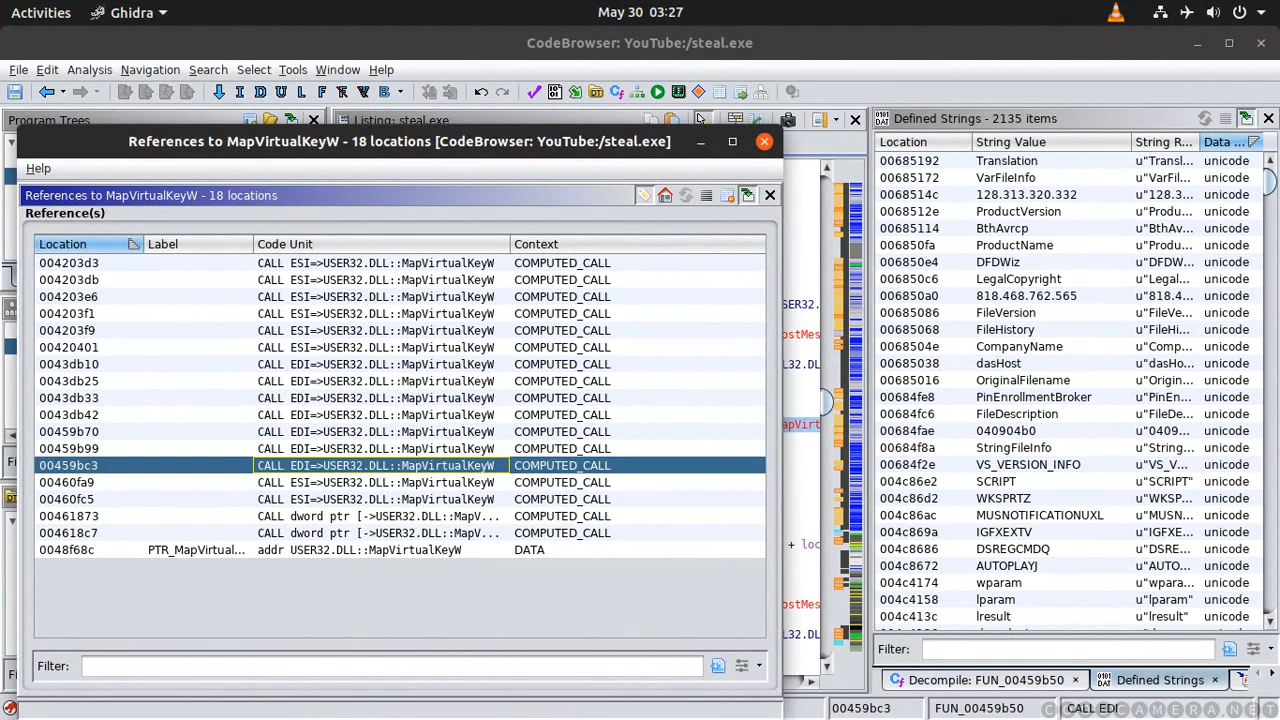 Activities Ghidra May 30 03:27
CodeBrowser: YouTube:/steal.exe
File Edit Analysis Navigation Search Select Tools Window Help
I D U L F R V B
Program Trees Listing: steal.exe
References to MapVirtualKeyW - 18 locations [CodeBrowser: YouTube:/steal.exe]
Help
References to MapVirtualKeyW - 18 locations
Reference(s)
Location Label Code Unit Context
004203d3 CALL ESI=>USER32.DLL::MapVirtualKeyW COMPUTED_CALL
004203db CALL ESI=>USER32.DLL::MapVirtualKeyW COMPUTED_CALL
004203e6 CALL ESI=>USER32.DLL::MapVirtualKeyW COMPUTED_CALL
004203f1 CALL ESI=>USER32.DLL::MapVirtualKeyW COMPUTED_CALL
004203f9 CALL ESI=>USER32.DLL::MapVirtualKeyW COMPUTED_CALL
00420401 CALL ESI=>USER32.DLL::MapVirtualKeyW COMPUTED_CALL
0043db10 CALL EDI=>USER32.DLL::MapVirtualKeyW COMPUTED_CALL
0043db25 CALL EDI=>USER32.DLL::MapVirtualKeyW COMPUTED_CALL
0043db33 CALL EDI=>USER32.DLL::MapVirtualKeyW COMPUTED_CALL
0043db42 CALL EDI=>USER32.DLL::MapVirtualKeyW COMPUTED_CALL
00459b70 CALL EDI=>USER32.DLL::MapVirtualKeyW COMPUTED_CALL
00459b99 CALL EDI=>USER32.DLL::MapVirtualKeyW COMPUTED_CALL
00459bc3 CALL EDI=>USER32.DLL::MapVirtualKeyW COMPUTED_CALL
00460fa9 CALL ESI=>USER32.DLL::MapVirtualKeyW COMPUTED_CALL
00460fc5 CALL ESI=>USER32.DLL::MapVirtualKeyW COMPUTED_CALL
00461873 CALL dword ptr [->USER32.DLL::MapV... COMPUTED_CALL
004618c7 CALL dword ptr [->USER32.DLL::MapV... COMPUTED_CALL
0048f68c PTR_MapVirtual... addr USER32.DLL::MapVirtualKeyW DATA
Filter:
SER32.
ostMes
L32.DL
apVirt
+ loc
ostMes
L32.DL
Defined Strings - 2135 items
Location String Value String R... Data ...
00685192 Translation u"Transl... unicode
00685172 VarFileInfo u"VarFil... unicode
0068514c 128.313.320.332 u"128.3... unicode
0068512e ProductVersion u"Produ... unicode
00685114 BthAvrcp u"BthAv... unicode
006850fa ProductName u"Produ... unicode
006850e4 DFDWiz u"DFDW... unicode
006850c6 LegalCopyright u"Legal... unicode
006850a0 818.468.762.565 u"818.4... unicode
00685086 FileVersion u"FileVe... unicode
00685068 FileHistory u"FileHi... unicode
0068504e CompanyName u"Comp... unicode
00685038 dasHost u"dasHo... unicode
00685016 OriginalFilename u"Origin... unicode
00684fe8 PinEnrollmentBroker u"PinEn... unicode
00684fc6 FileDescription u"FileDe... unicode
00684fae 040904b0 u"0409... unicode
00684f8a StringFileInfo u"String... unicode
00684f2e VS_VERSION_INFO u"VS_V... unicode
004c86e2 SCRIPT u"SCRIPT" unicode
004c86d2 WKSPRTZ u"WKSP... unicode
004c86ac MUSNOTIFICATIONUXL u"MUSN... unicode
004c869a IGFXEXTV u"IGFXE... unicode
004c8686 DSREGCMDQ u"DSRE... unicode
004c8672 AUTOPLAYJ u"AUTO... unicode
004c4174 wparam u"wpara... unicode
004c4158 lparam u"lparam" unicode
004c413c lresult u"lresult" unicode
Filter:
Decompile: FUN_00459b50 × Defined Strings ×
00459bc3 FUN_00459b50 CALL EDI